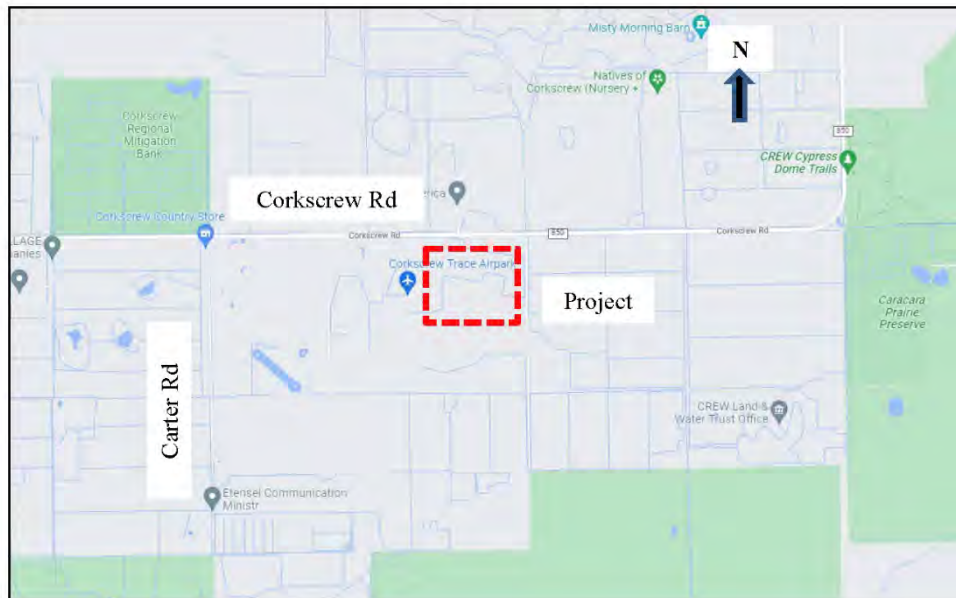 Misty Morning Barn
N
Natives of
Corkscrew (Nursery +
Corkscrew
Regional
Mitigation
Bank
850
CREW Cypress
Dome Trails
Corkscrew Rd
Corkscrew Country Store
Corkscrew Rd
850
Corkscrew Rd
Corkscrew Trace Airpark
Project
Caracara
Prairie
Preserve
Carter Rd
CREW Land &
Water Trust Office
Etensel Communication
Ministr